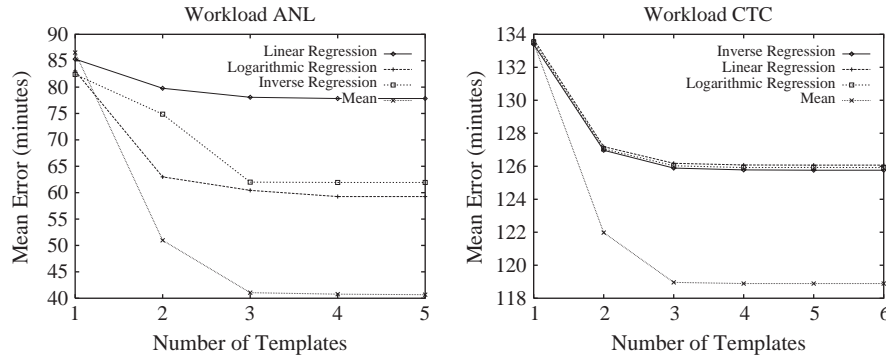 Workload ANL
90
85
80
75
70
65
60
55
50
45
40
Mean Error (minutes)
Linear Regression
Logarithmic Regression
Inverse Regression
Mean
1 2 3 4 5
Number of Templates
Workload CTC
134
132
130
128
126
124
122
120
118
Mean Error (minutes)
Inverse Regression
Linear Regression
Logarithmic Regression
Mean
1 2 3 4 5 6
Number of Templates